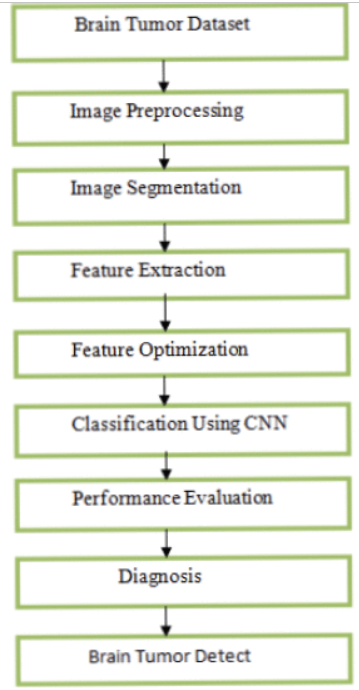 Brain Tumor Dataset
Image Preprocessing
Image Segmentation
Feature Extraction
Feature Optimization
Classification Using CNN
Performance Evaluation
Diagnosis
Brain Tumor Detect